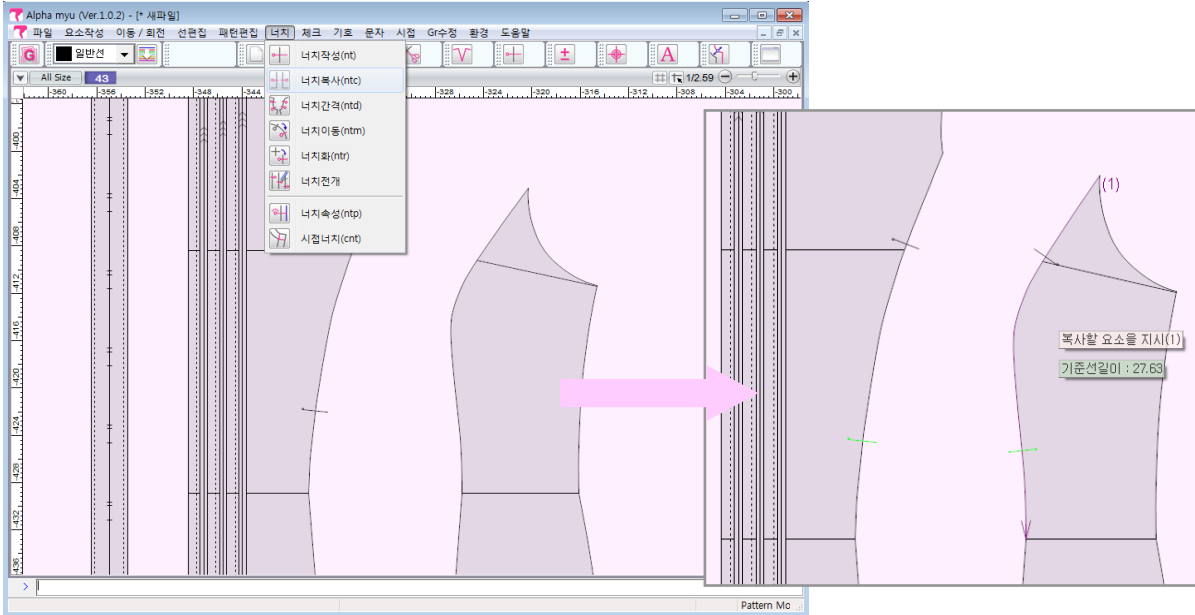 Alpha myu (Ver.1.0.2) - [* 새파일]
파일 요소작성 이동 / 회전 선편집 패턴편집 너치 체크 기호 문자 시점 Gr수정 환경 도움말
G 일반선 A
All Size 43 1/2.59
-360 -356 -352 -348 -344 -328 -324 -320 -316 -312 -308 -304 -300
너치작성(nt)
너치복사(ntc)
너치간격(ntd)
너치이동(ntm)
너치화(ntr)
너치전개
너치속성(ntp)
시접너치(cnt)
-400
-404
-408
-412
-416
-420
-424
-428
-432
-436
(1)
복사할 요소을 지시(1)
기준선길이 : 27.63
>
Pattern Mo